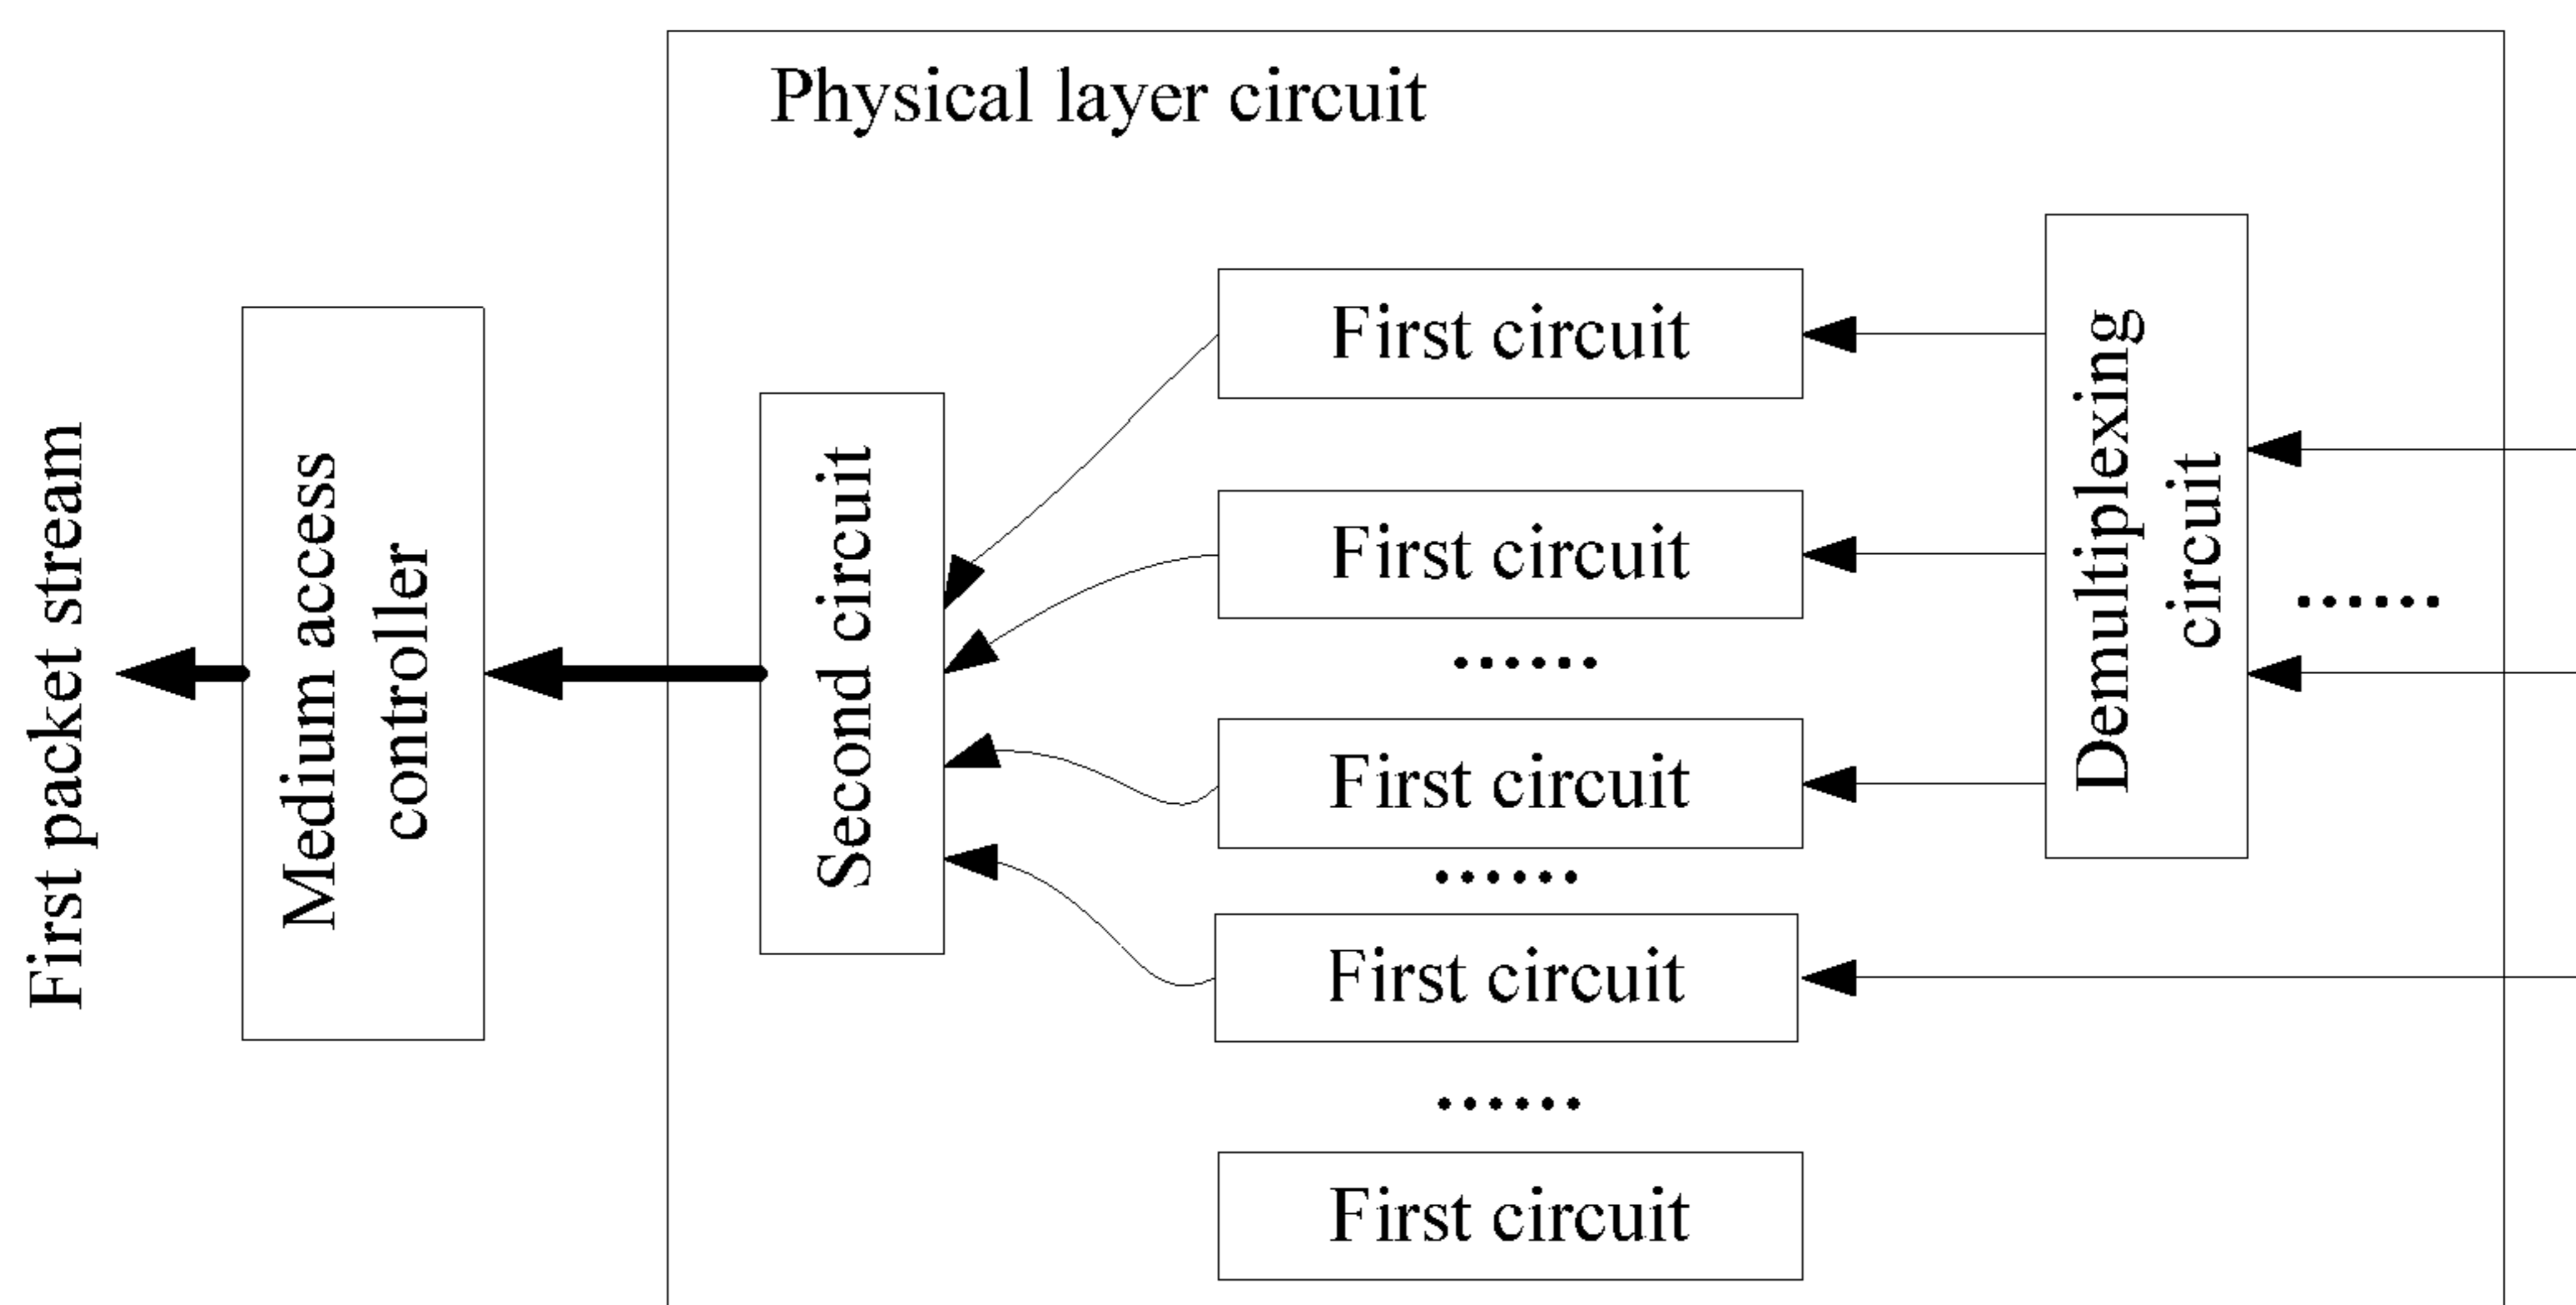 Physical layer circuit
First packet stream
Medium access
controller
Second circuit
First circuit
First circuit
......
First circuit
......
First circuit
......
First circuit
Demultiplexing
circuit
......